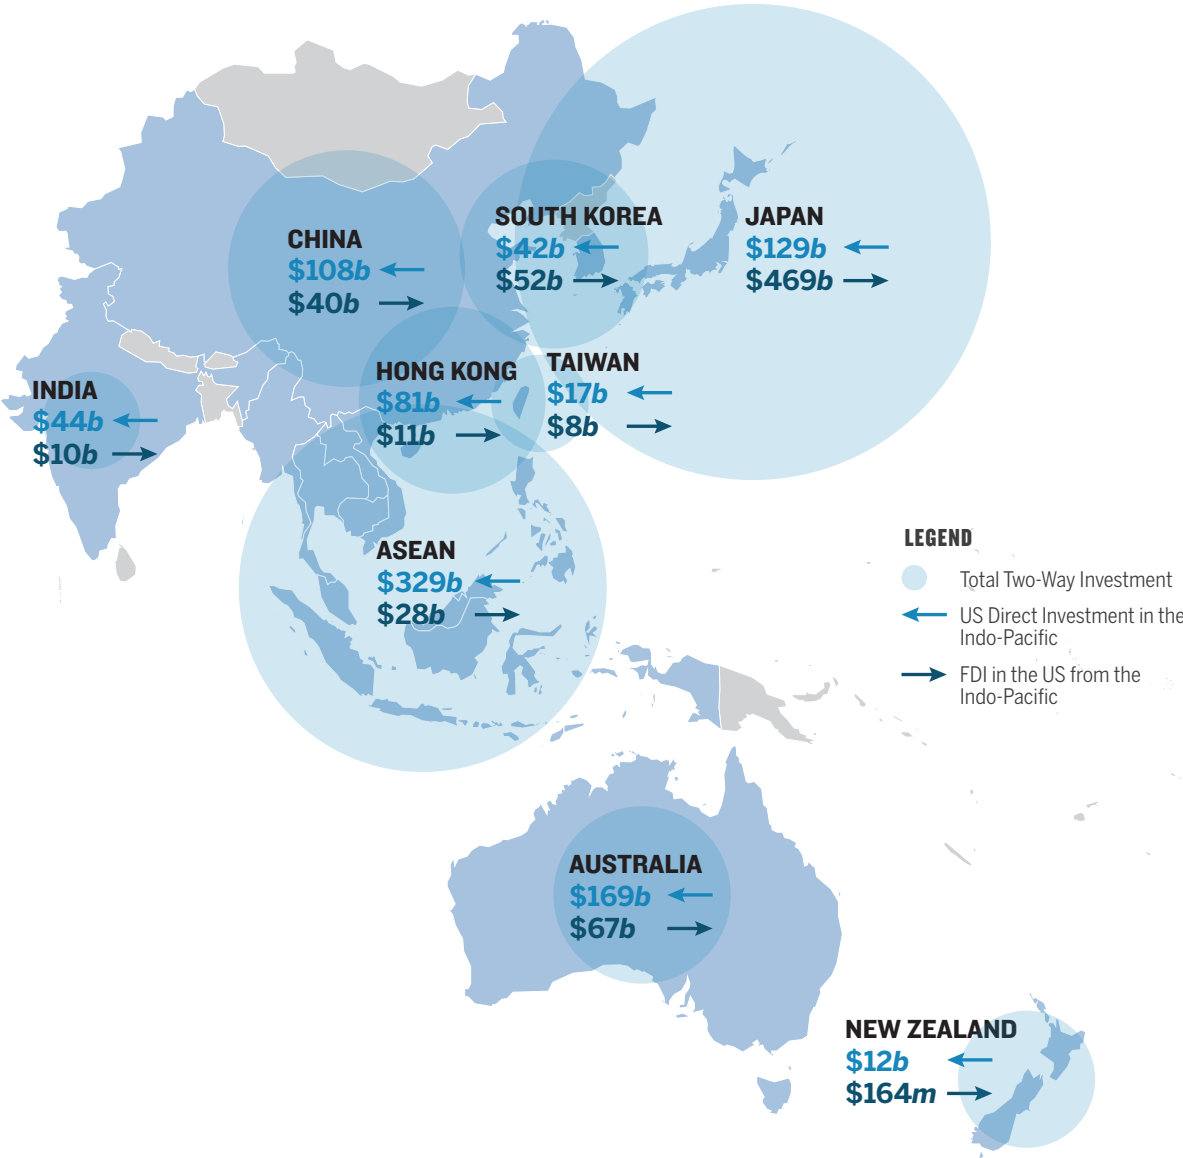 SOUTH KOREA
$42b
$52b
JAPAN
$129b
$469b
CHINA
$108b
$40b
HONG KONG
$81b
$11b
TAIWAN
$17b
$8b
INDIA
$44b
$10b
ASEAN
$329b
$28b
LEGEND
Total Two-Way Investment
US Direct Investment in the
Indo-Pacific
FDI in the US from the
Indo-Pacific
AUSTRALIA
$169b
$67b
NEW ZEALAND
$12b
$164m